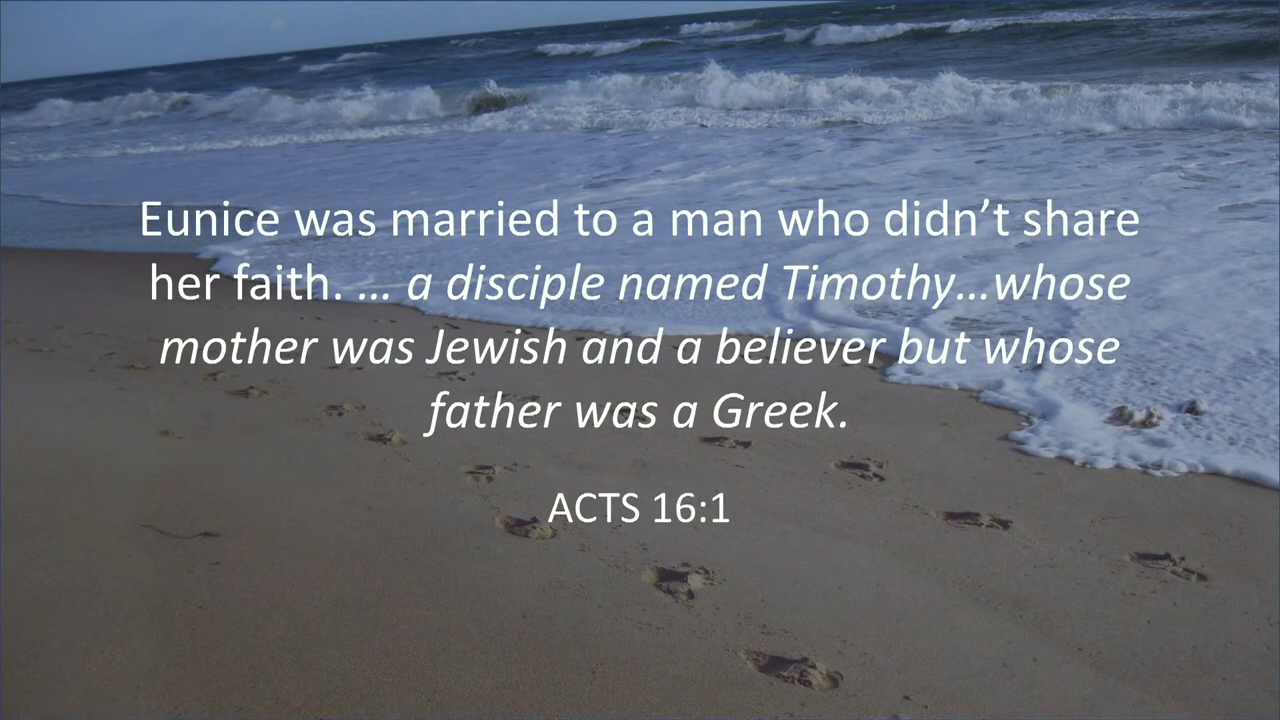 Eunice was married to a man who didn’t share
her faith. … a disciple named Timothy…whose
mother was Jewish and a believer but whose
father was a Greek.
ACTS 16:1